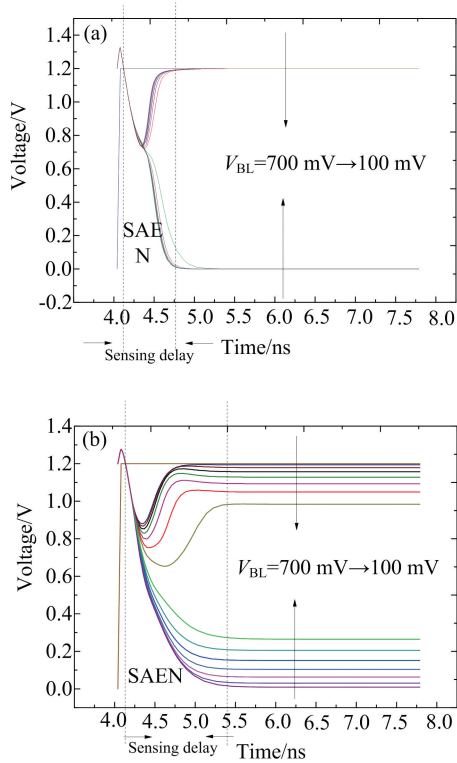 (a)
1.4
1.2
1.0
0.8
0.6
0.4
0.2
0.0
-0.2
Voltage/V
V_BL=700 mV→100 mV
SAE
N
4.0 4.5 5.0 5.5 6.0 6.5 7.0 7.5 8.0
Sensing delay
Time/ns
(b)
1.4
1.2
1.0
0.8
0.6
0.4
0.2
0.0
Voltage/V
V_BL=700 mV→100 mV
SAEN
4.0 4.5 5.0 5.4 6.0 6.5 7.0 7.5 8.0
Sensing delay
Time/ns